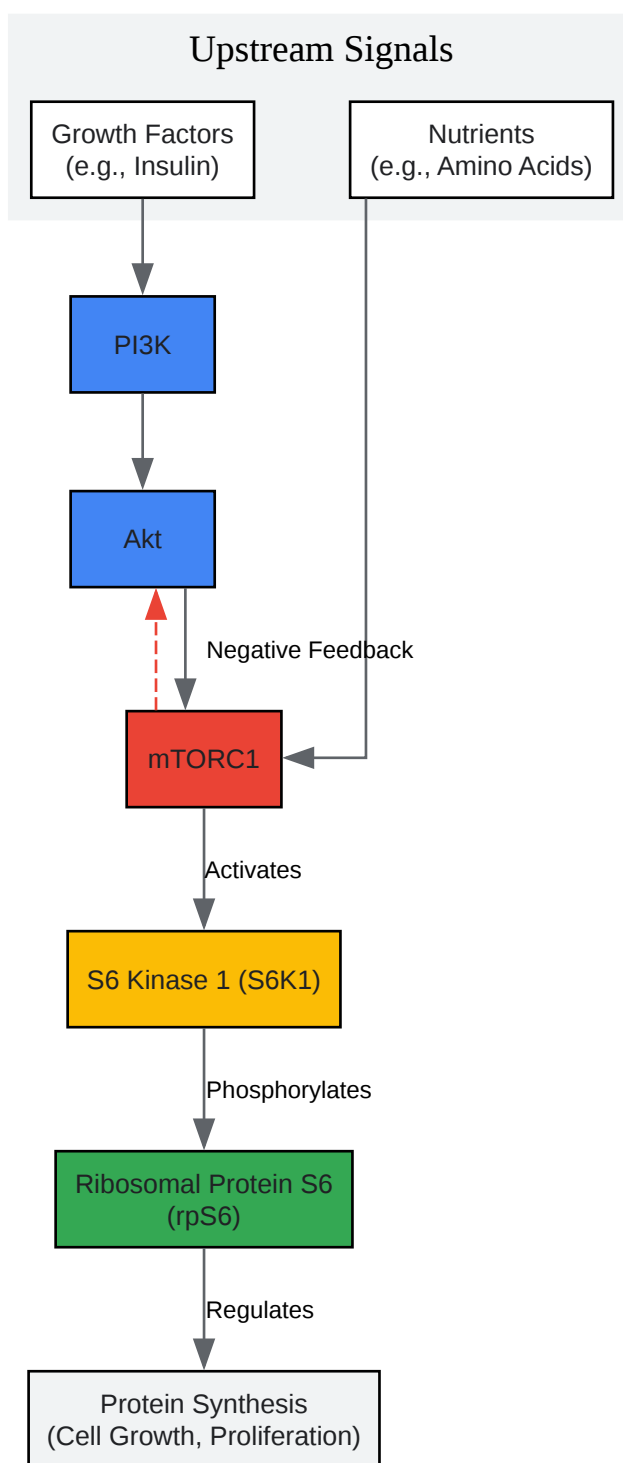 Upstream Signals
Growth Factors
(e.g., Insulin)
Nutrients
(e.g., Amino Acids)
PI3K
Akt
Negative Feedback
mTORC1
Activates
S6 Kinase 1 (S6K1)
Phosphorylates
Ribosomal Protein S6
(rpS6)
Regulates
Protein Synthesis
(Cell Growth, Proliferation)